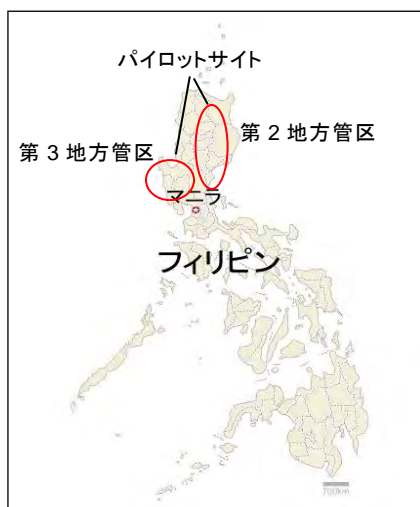 パイロットサイト
第２地方管区
第３地方管区
マニラ
フィリピン
100km